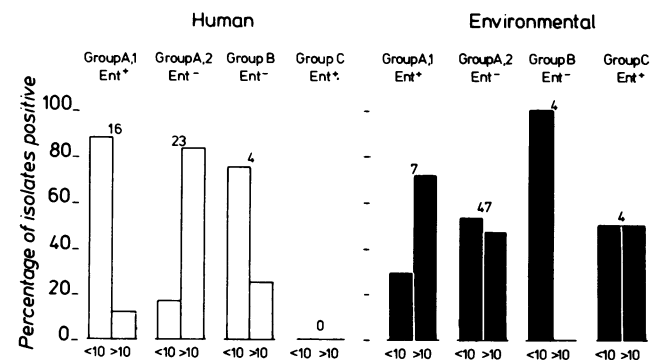 Human Environmental
GroupA,1 GroupA,2 Group B Group C GroupA,1 GroupA,2 GroupB GroupC
Ent+ Ent- Ent- Ent+. Ent+ Ent- Ent- Ent+
Percentage of isolates positive
100
80
60
40
20
0
16 23 4 0 7 47 4 4
<10 >10 <10 >10 <10 >10 <10 >10 <10 >10 <10 >10 <10 >10 <10 >10